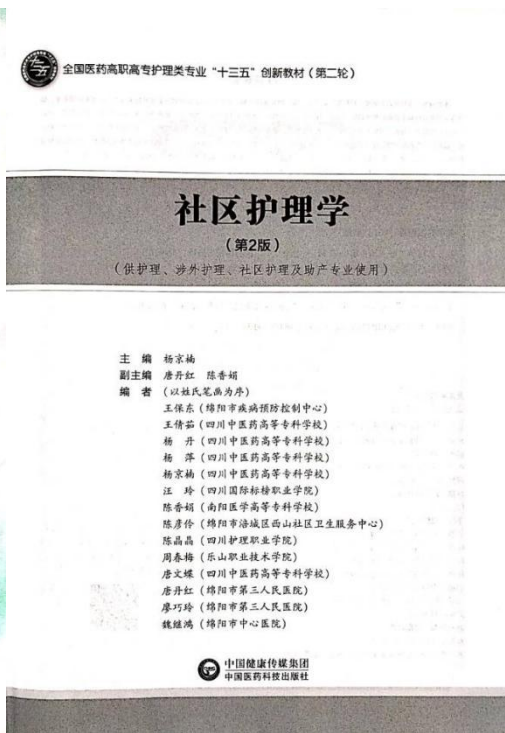 全国医药高职高专护理类专业“十三五”创新教材(第二轮)
社区护理学
(第2版)
(供护理、涉外护理、社区护理及助产专业使用)
主 编 杨京楠
副主编 唐丹红 陈香娟
编 者 (以姓氏笔画为序)
王保东(绵阳市疾病预防控制中心)
王倩茹(四川中医药高等专科学校)
杨 丹(四川中医药高等专科学校)
杨 萍(四川中医药高等专科学校)
杨京楠(四川中医药高等专科学校)
汪 玲(四川国际标榜职业学院)
陈香娟(南阳医学高等专科学校)
陈彦伶(绵阳市涪城区西山社区卫生服务中心)
陈晶晶(四川护理职业学院)
周春梅(乐山职业技术学院)
唐文蝶(四川中医药高等专科学校)
唐丹红(绵阳市第三人民医院)
廖巧玲(绵阳市第三人民医院)
魏继鸿(绵阳市中心医院)
中国健康传媒集团
中国医药科技出版社